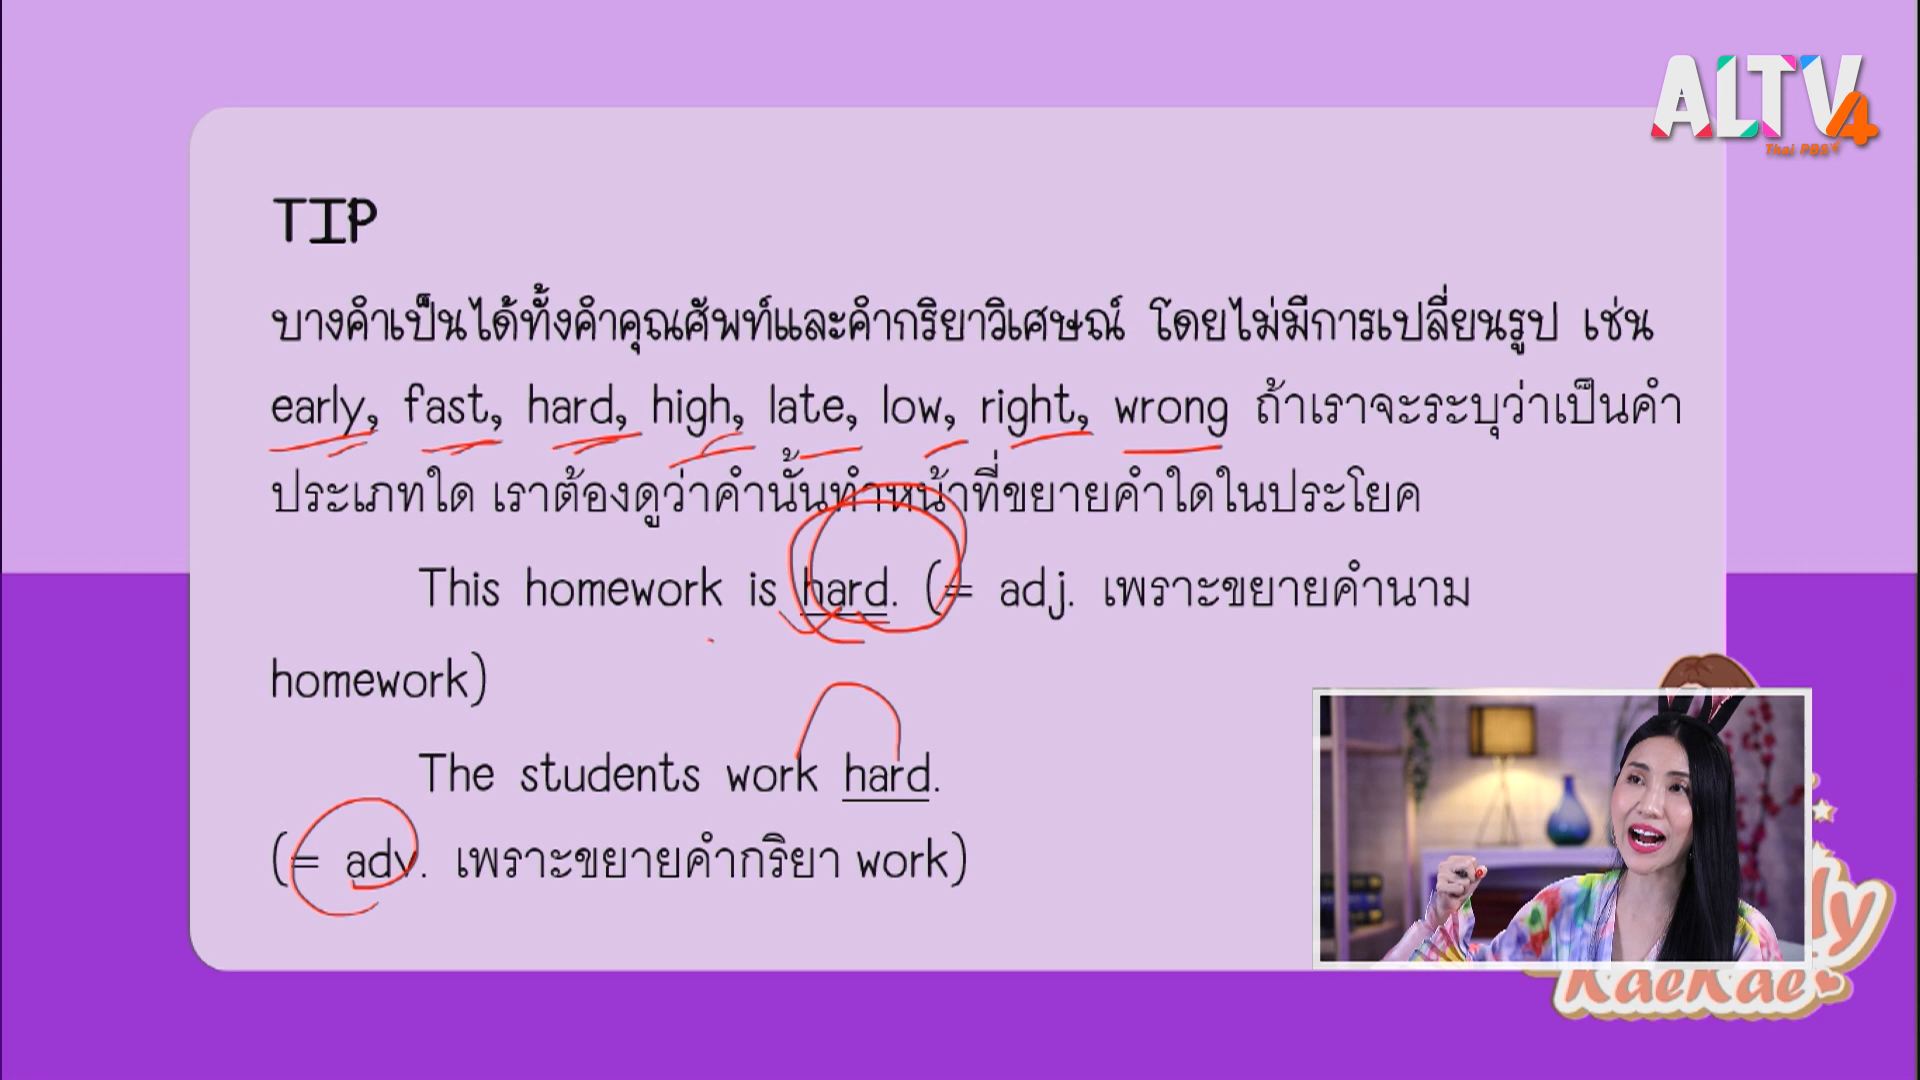 ALTV4
Thai PBS
TIP
บางคำเป็นได้ทั้งคำคุณศัพท์และคำกริยาวิเศษณ์ โดยไม่มีการเปลี่ยนรูป เช่น
early, fast, hard, high, late, low, right, wrong ถ้าเราจะระบุว่าเป็นคำ
ประเภทใด เราต้องดูว่าคำนั้นทำหน้าที่ขยายคำใดในประโยค
This homework is hard. (= adj. เพราะขยายคำนาม
homework)
The students work hard.
(= adv. เพราะขยายคำกริยา work)
KaeKae